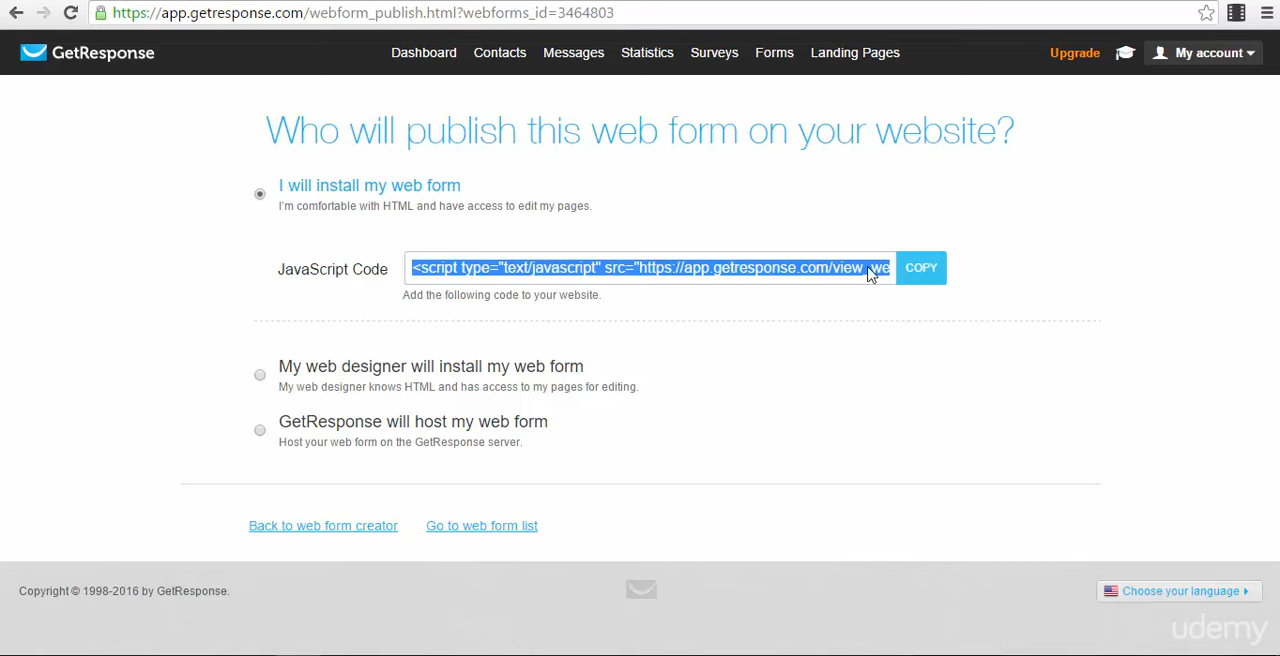 https://app.getresponse.com/webform_publish.html?webforms_id=3464803
GetResponse
Dashboard Contacts Messages Statistics Surveys Forms Landing Pages
Upgrade My account
Who will publish this web form on your website?
I will install my web form
I'm comfortable with HTML and have access to edit my pages.
JavaScript Code <script type="text/javascript" src="https://app.getresponse.com/view_we COPY
Add the following code to your website.
My web designer will install my web form
My web designer knows HTML and has access to my pages for editing.
GetResponse will host my web form
Host your web form on the GetResponse server.
Back to web form creator Go to web form list
Copyright © 1998-2016 by GetResponse.
Choose your language
udemy